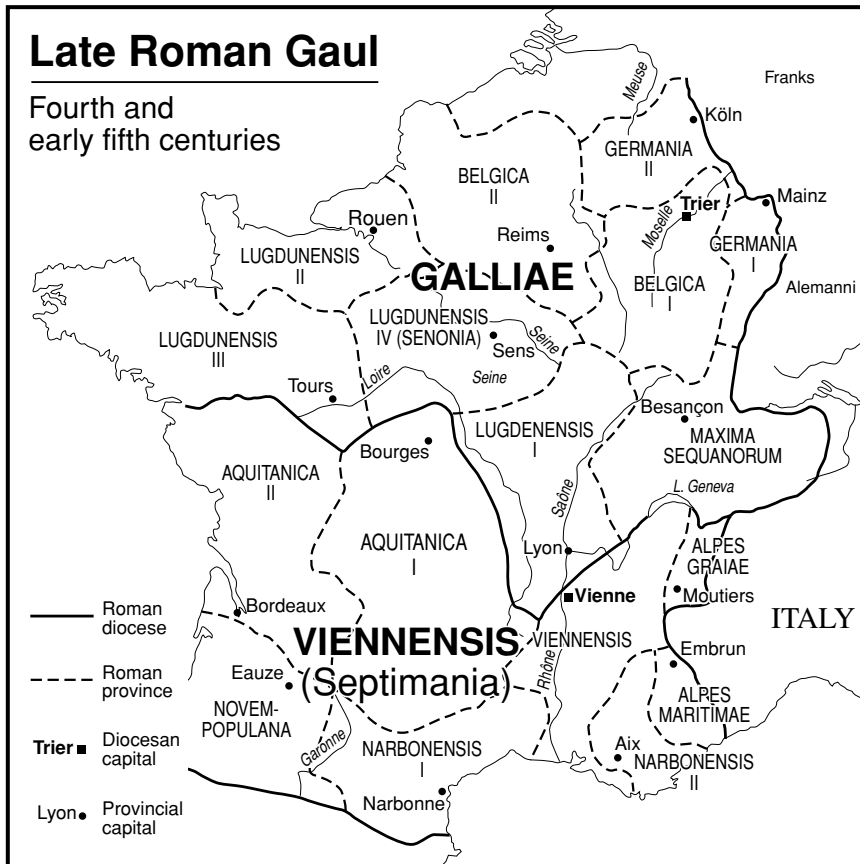 Late Roman Gaul
Fourth and
early fifth centuries
Franks
Meuse
Köln
GERMANIA
II
BELGICA
II
Trier
Mainz
Rouen
Moselle
Reims
GERMANIA
I
LUGDUNENSIS
II
GALLIAE
BELGICA
I
Alemanni
LUGDUNENSIS
IV (SENONIA)
Seine
Sens
LUGDUNENSIS
III
Seine
Loire
Tours
Besançon
LUGDENENSIS
I
MAXIMA
SEQUANORUM
Bourges
AQUITANICA
II
L. Geneva
Saône
AQUITANICA
I
Lyon
ALPES
GRAIAE
Vienne
Moutiers
Bordeaux
ITALY
VIENNENSIS
(Septimania)
VIENNENSIS
Embrun
Rhône
Eauze
NOVEM-
POPULANA
ALPES
MARITIMAE
Garonne
NARBONENSIS
I
Aix
NARBONENSIS
II
Narbonne
Roman
diocese
Roman
province
Trier
Diocesan
capital
Lyon
Provincial
capital